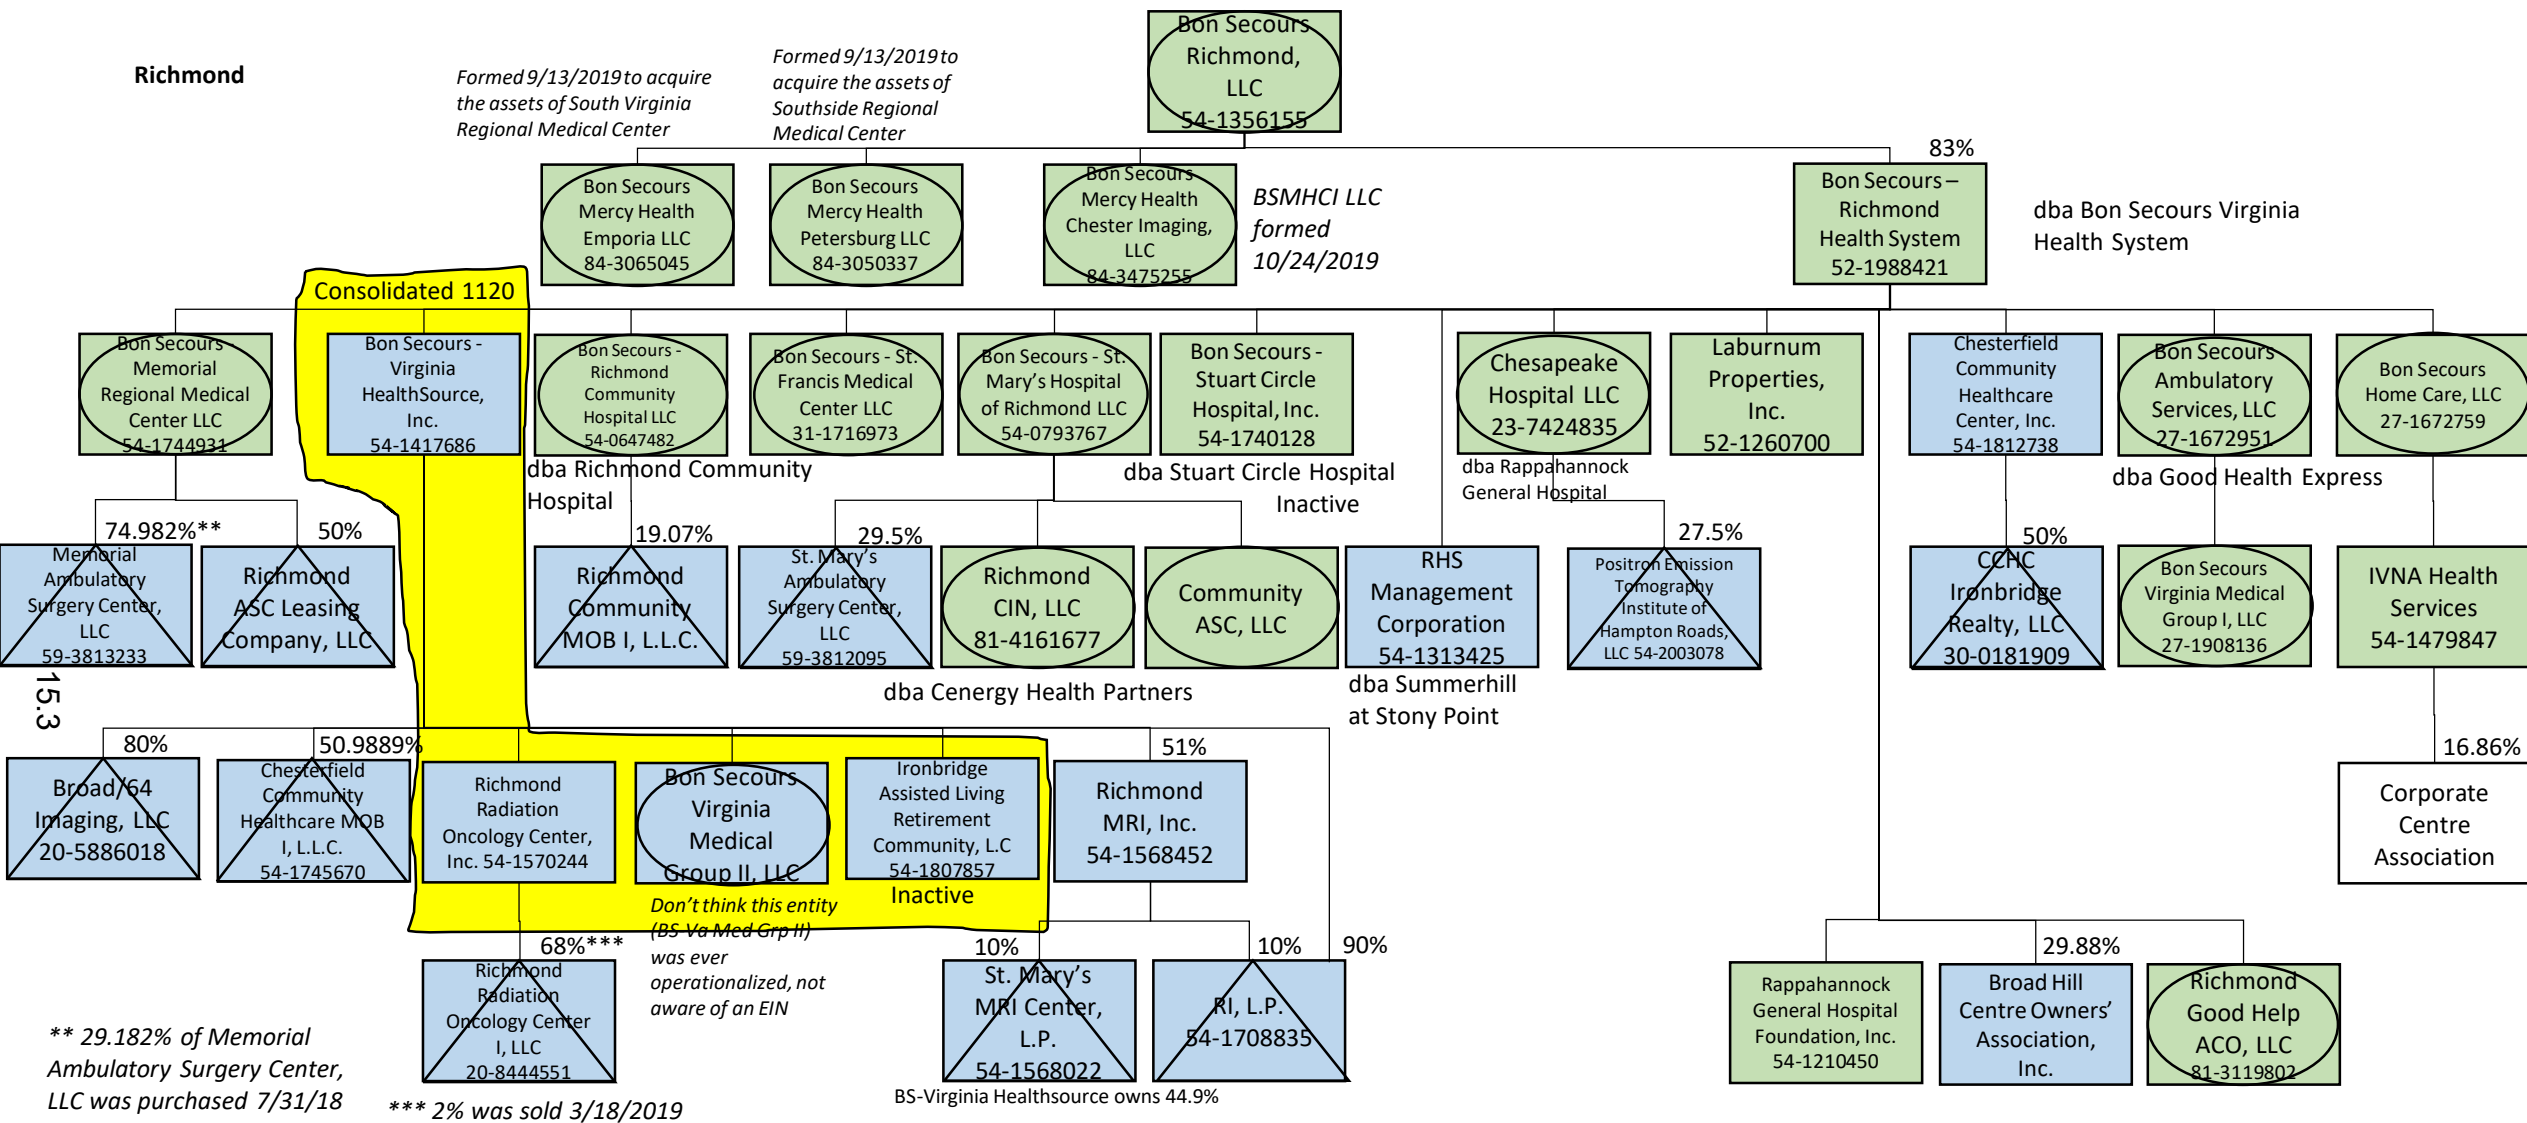 Richmond
Formed 9/13/2019 to acquire
the assets of South Virginia
Regional Medical Center
Formed 9/13/2019 to
acquire the assets of
Southside Regional
Medical Center
Bon Secours
Richmond,
LLC
54-1356155
83%
Bon Secours
Mercy Health
Emporia LLC
84-3065045
Bon Secours
Mercy Health
Petersburg LLC
84-3050337
Bon Secours
Mercy Health
Chester Imaging,
LLC
84-3475255
BSMHCI LLC
formed
10/24/2019
Bon Secours –
Richmond
Health System
52-1988421
dba Bon Secours Virginia
Health System
Consolidated 1120
Bon Secours -
Memorial
Regional Medical
Center LLC
54-1744931
Bon Secours -
Virginia
HealthSource,
Inc.
54-1417686
Bon Secours -
Richmond
Community
Hospital LLC
54-0647482
dba Richmond Community
Hospital
Bon Secours - St.
Francis Medical
Center LLC
31-1716973
Bon Secours - St.
Mary's Hospital
of Richmond LLC
54-0793767
Bon Secours -
Stuart Circle
Hospital, Inc.
54-1740128
dba Stuart Circle Hospital
Inactive
Chesapeake
Hospital LLC
23-7424835
dba Rappahannock
General Hospital
Laburnum
Properties,
Inc.
52-1260700
Chesterfield
Community
Healthcare
Center, Inc.
54-1812738
Bon Secours
Ambulatory
Services, LLC
27-1672951
dba Good Health Express
Bon Secours
Home Care, LLC
27-1672759
74.982%**
Memorial
Ambulatory
Surgery Center,
LLC
59-3813233
50%
Richmond
ASC Leasing
Company, LLC
19.07%
Richmond
Community
MOB I, L.L.C.
29.5%
St. Mary's
Ambulatory
Surgery Center,
LLC
59-3812095
Richmond
CIN, LLC
81-4161677
dba Cenergy Health Partners
Community
ASC, LLC
RHS
Management
Corporation
54-1313425
dba Summerhill
at Stony Point
27.5%
Positron Emission
Tomography
Institute of
Hampton Roads,
LLC 54-2003078
50%
CCHC
Ironbridge
Realty, LLC
30-0181909
Bon Secours
Virginia Medical
Group I, LLC
27-1908136
IVNA Health
Services
54-1479847
15.3
80%
Broad/64
Imaging, LLC
20-5886018
50.9889%
Chesterfield
Community
Healthcare MOB
I, L.L.C.
54-1745670
Richmond
Radiation
Oncology Center,
Inc. 54-1570244
Bon Secours
Virginia
Medical
Group II, LLC
Don't think this entity
(BS-Va Med Grp II)
was ever
operationalized, not
aware of an EIN
Ironbridge
Assisted Living
Retirement
Community, L.C
54-1807857
Inactive
51%
Richmond
MRI, Inc.
54-1568452
16.86%
Corporate
Centre
Association
68%***
Richmond
Radiation
Oncology Center
I, LLC
20-8444551
10%
St. Mary's
MRI Center,
L.P.
54-1568022
BS-Virginia Healthsource owns 44.9%
10%
90%
RI, L.P.
54-1708835
Rappahannock
General Hospital
Foundation, Inc.
54-1210450
29.88%
Broad Hill
Centre Owners'
Association,
Inc.
Richmond
Good Help
ACO, LLC
81-3119802
** 29.182% of Memorial
Ambulatory Surgery Center,
LLC was purchased 7/31/18
*** 2% was sold 3/18/2019